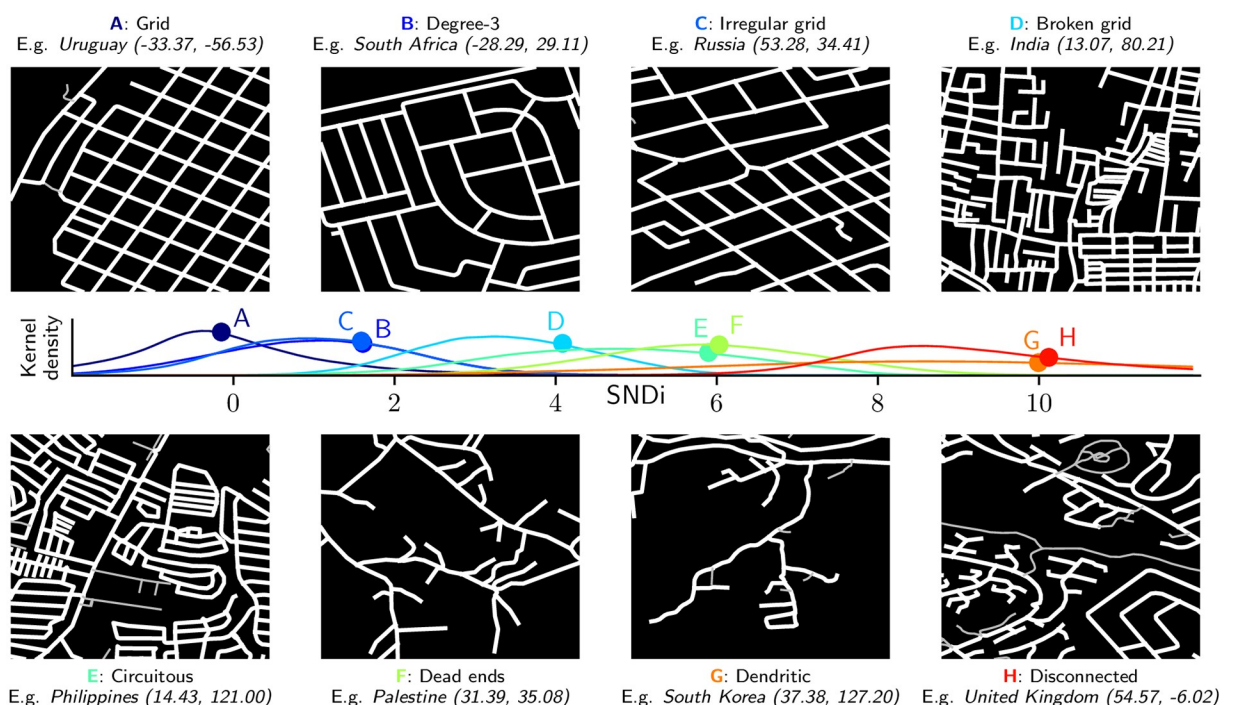 A: Grid
E.g. Uruguay (-33.37, -56.53)
B: Degree-3
E.g. South Africa (-28.29, 29.11)
C: Irregular grid
E.g. Russia (53.28, 34.41)
D: Broken grid
E.g. India (13.07, 80.21)
Kernel
density
A
C
B
D
E
F
G
H
0
2
4
SNDi
6
8
10
E: Circuitous
E.g. Philippines (14.43, 121.00)
F: Dead ends
E.g. Palestine (31.39, 35.08)
G: Dendritic
E.g. South Korea (37.38, 127.20)
H: Disconnected
E.g. United Kingdom (54.57, -6.02)